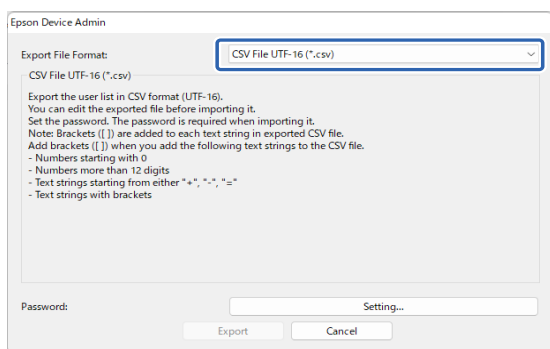 Epson Device Admin
Export File Format:
CSV File UTF-16 (*.csv)
CSV File UTF-16 (*.csv)
Export the user list in CSV format (UTF-16).
You can edit the exported file before importing it.
Set the password. The password is required when importing it.
Note: Brackets ([ ]) are added to each text string in exported CSV file.
Add brackets ([ ]) when you add the following text strings to the CSV file.
- Numbers starting with 0
- Numbers more than 12 digits
- Text strings starting from either "+", "-", "="
- Text strings with brackets
Password:
Setting...
Export
Cancel